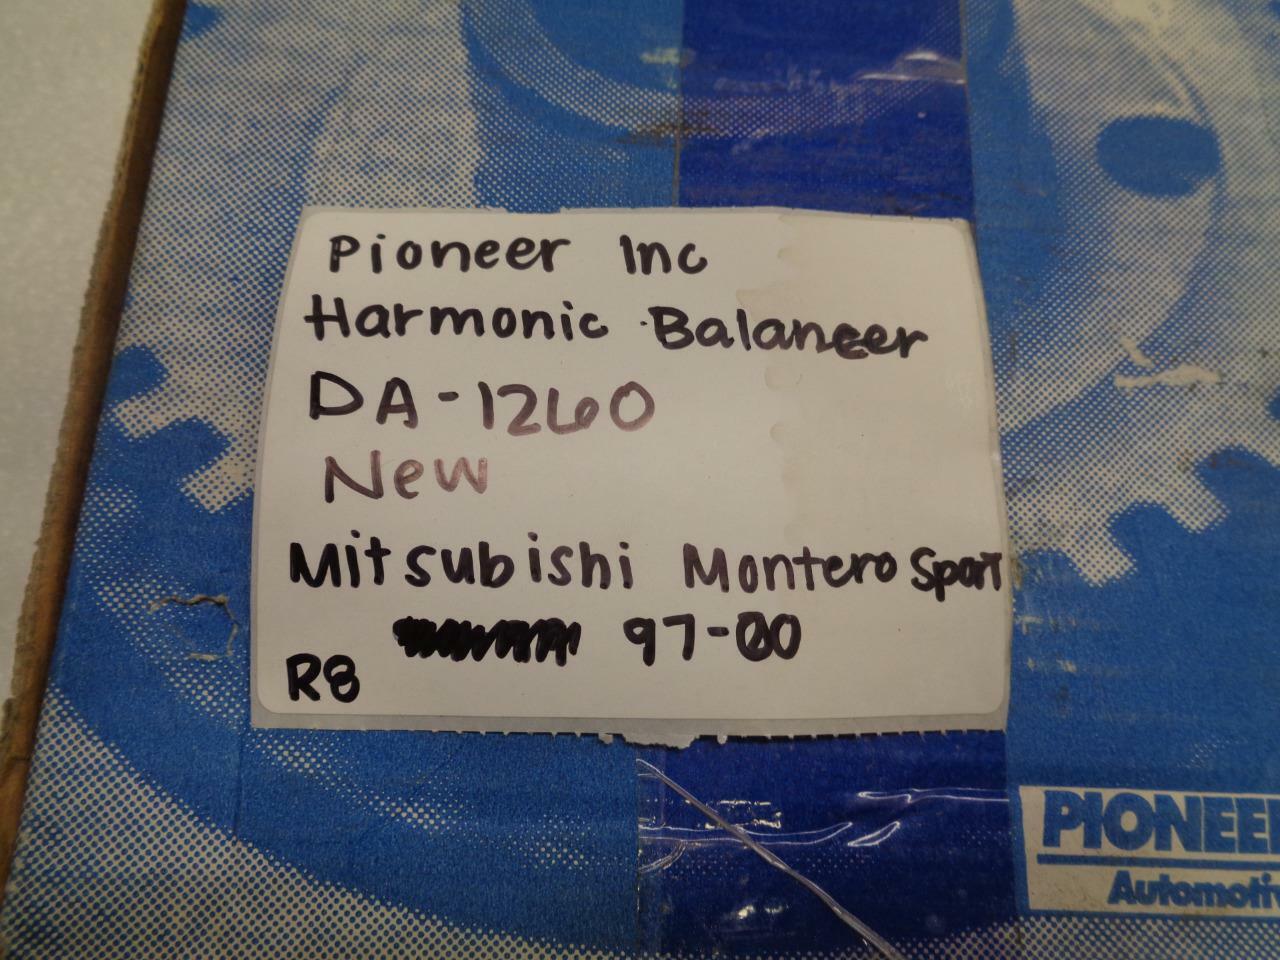 Pioneer Inc
Harmonic Balancer
DA-1260
New
Mitsubishi Montero Sport
97-00
R8
PIONEER
Automotiv